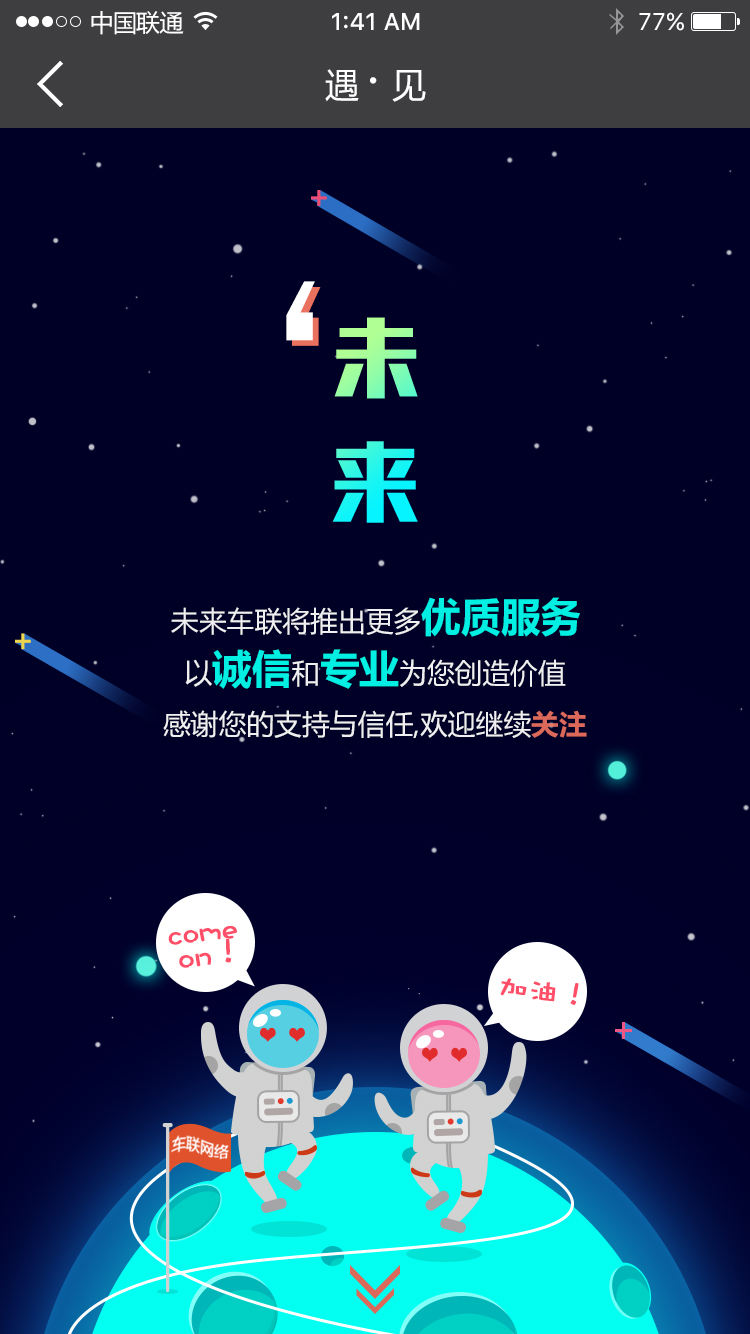 中国联通 1:41 AM 77%
遇·见
‘未
来
未来车联将推出更多优质服务
以诚信和专业为您创造价值
感谢您的支持与信任,欢迎继续关注
come
on！
加油！
车联网络